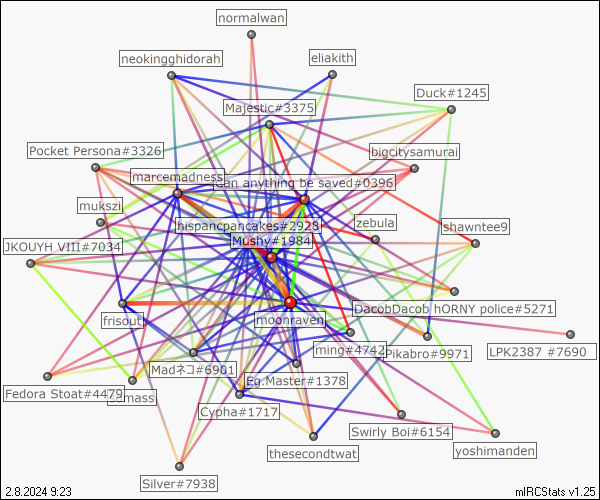 normalwan
neokingghidorah
eliakith
Duck#1245
Majestic#3375
Pocket Persona#3326
bigcitysamurai
marcemadness
Can anything be saved#0396
mukszi
hispancpancakes#2928
zebula
shawntee9
Mushy#1984
JKOUYH_VIII#7034
DacobDacob hORNY police#5271
frisout
moonraven
ming#4742
Pikabro#9971
LPK2387 #7690
Madネコ#6901
Eg.Master#1378
Fedora Stoat#4479
Cypha#1717
Swirly Boi#6154
thesecondtwat
yoshimanden
Silver#7938
2.8.2024 9:23
mIRCStats v1.25